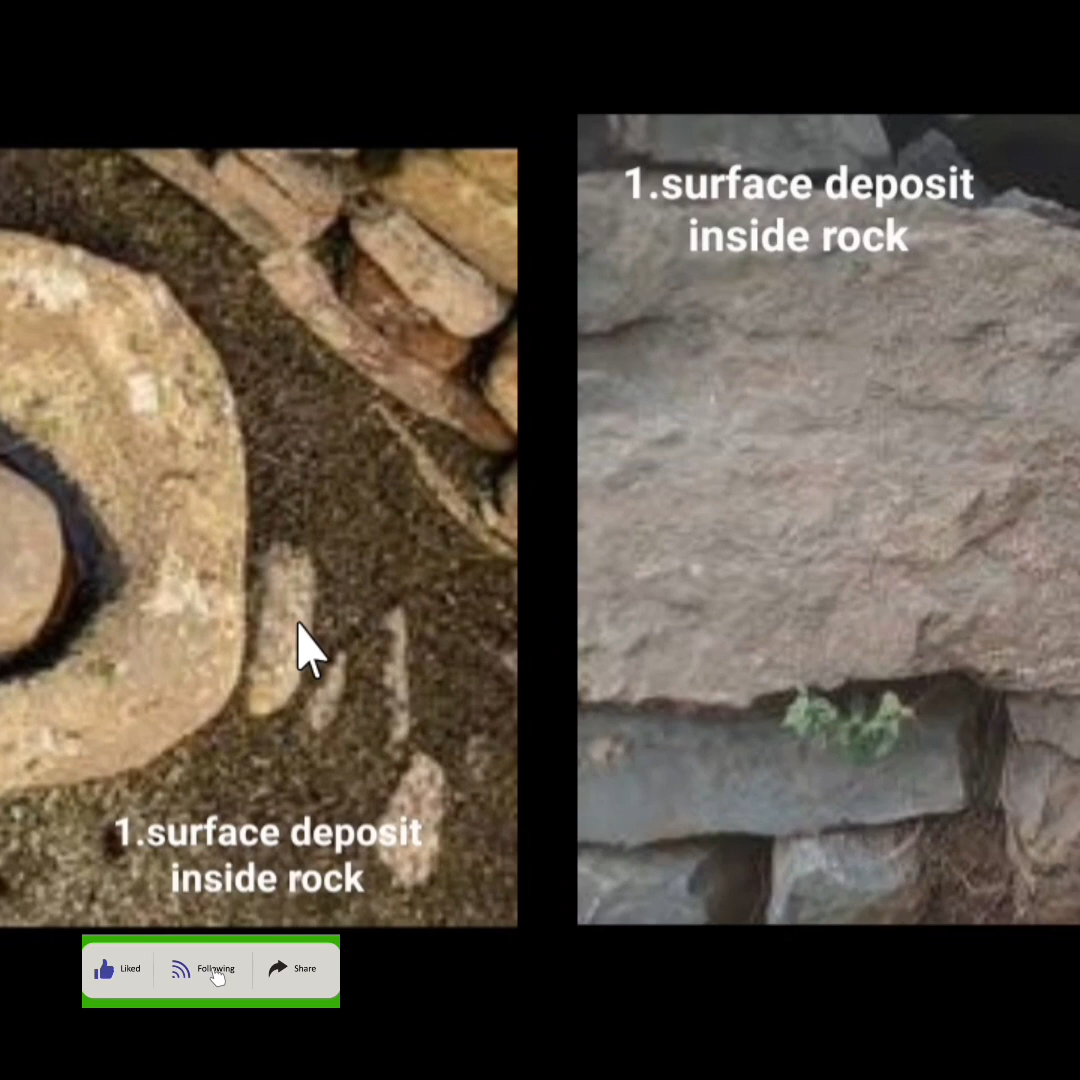 1.surface deposit
inside rock
1.surface deposit
inside rock
Liked
Following
Share